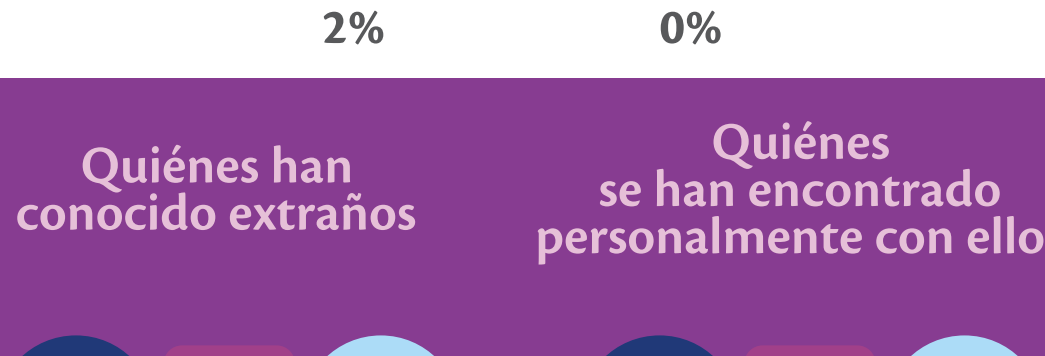 2% 0%
Quiénes han
conocido extraños
Quiénes
se han encontrado
personalmente con ello